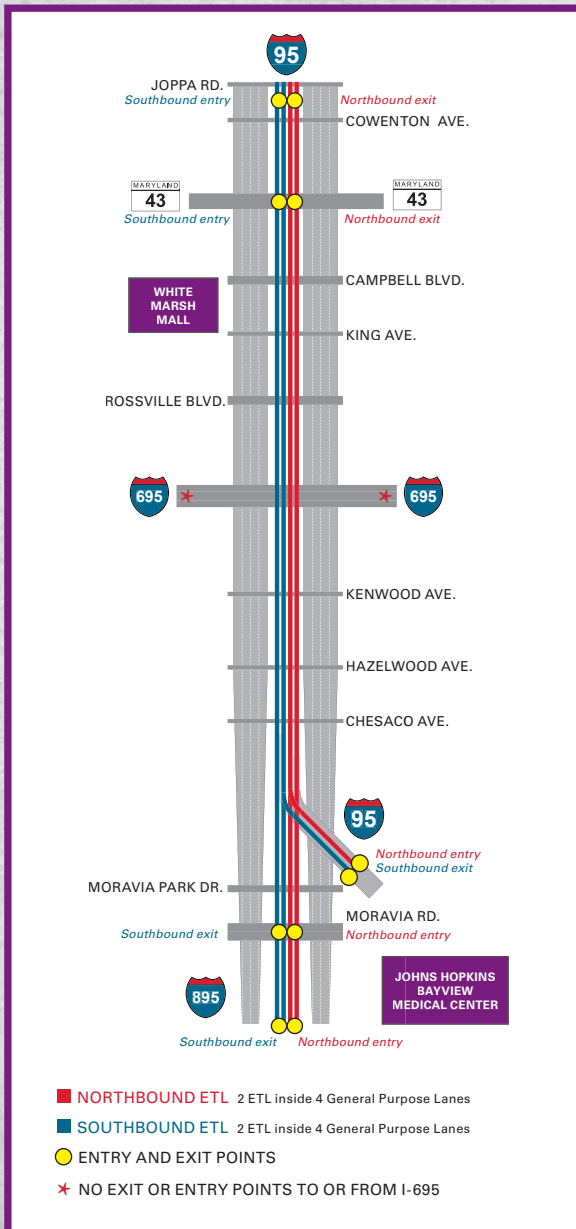 95
JOPPA RD.
Southbound entry
Northbound exit
COWENTON AVE.
MARYLAND
43
MARYLAND
43
Southbound entry
Northbound exit
CAMPBELL BLVD.
WHITE
MARSH
MALL
KING AVE.
ROSSVILLE BLVD.
695
695
KENWOOD AVE.
HAZELWOOD AVE.
CHESACO AVE.
95
Northbound entry
Southbound exit
MORAVIA PARK DR.
MORAVIA RD.
Southbound exit
Northbound entry
JOHNS HOPKINS
BAYVIEW
MEDICAL CENTER
895
Southbound exit
Northbound entry
NORTHBOUND ETL 2 ETL inside 4 General Purpose Lanes
SOUTHBOUND ETL 2 ETL inside 4 General Purpose Lanes
ENTRY AND EXIT POINTS
NO EXIT OR ENTRY POINTS TO OR FROM I-695